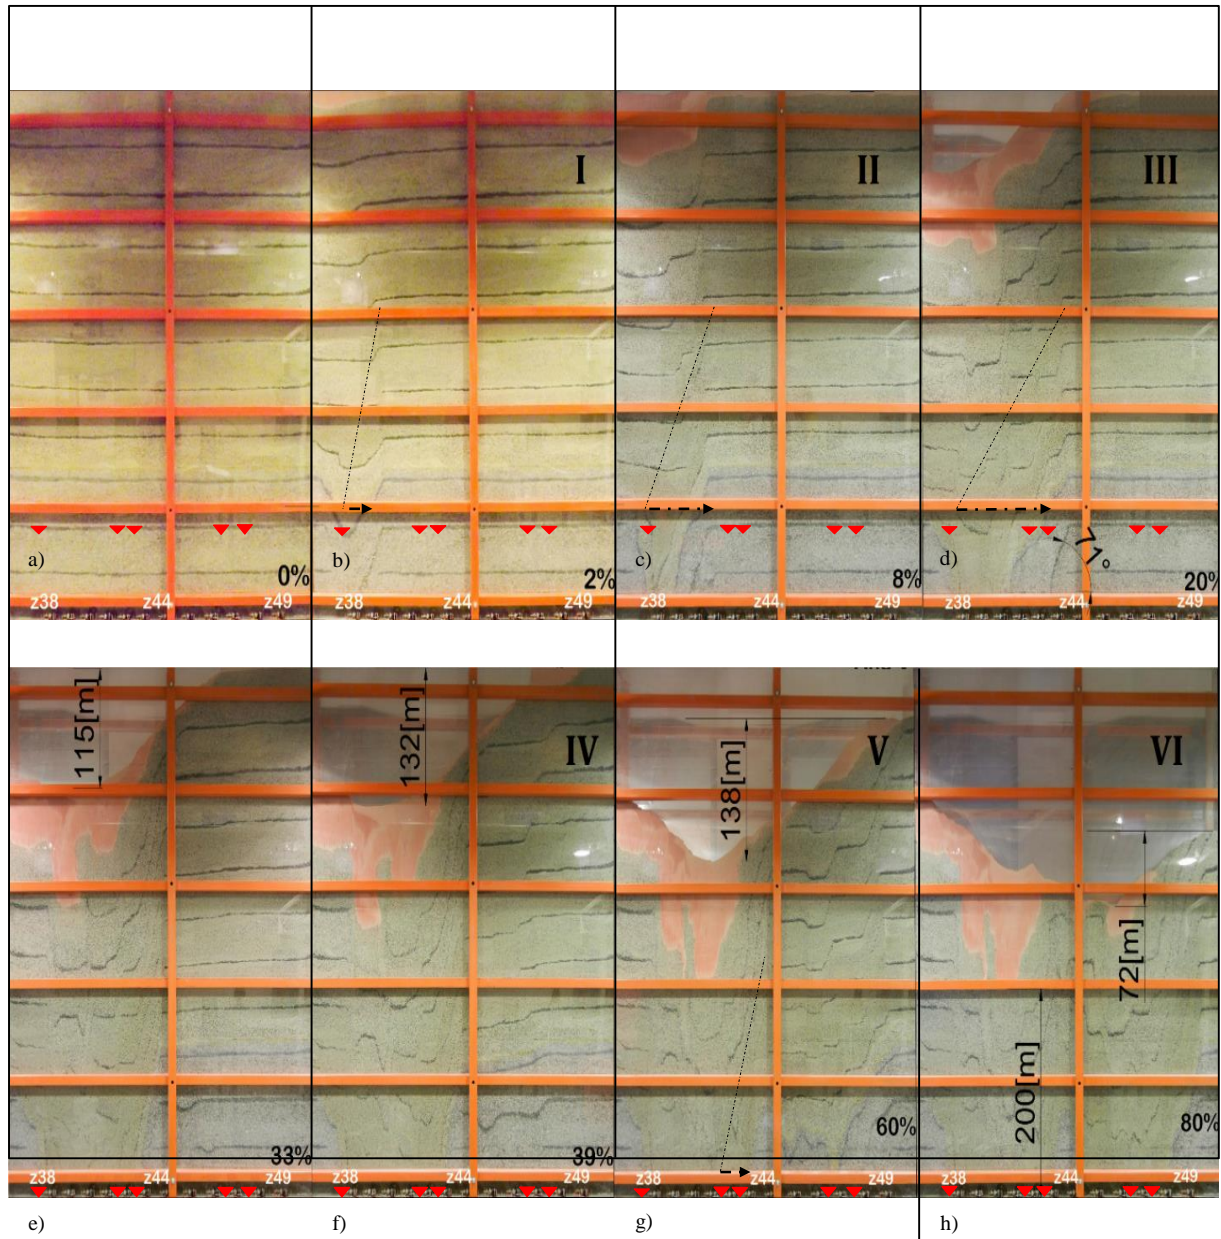 I
II
III
a)
b)
c)
d)
71°
0%
2%
8%
20%
z38 z44 z49
z38 z44 z49
z38 z44 z49
z38 z44 z49
115[m]
132[m]
138[m]
IV
V
VI
72[m]
200[m]
33%
39%
60%
80%
z38 z44 z49
z38 z44 z49
z38 z44 z49
z38 z44 z49
e)
f)
g)
h)